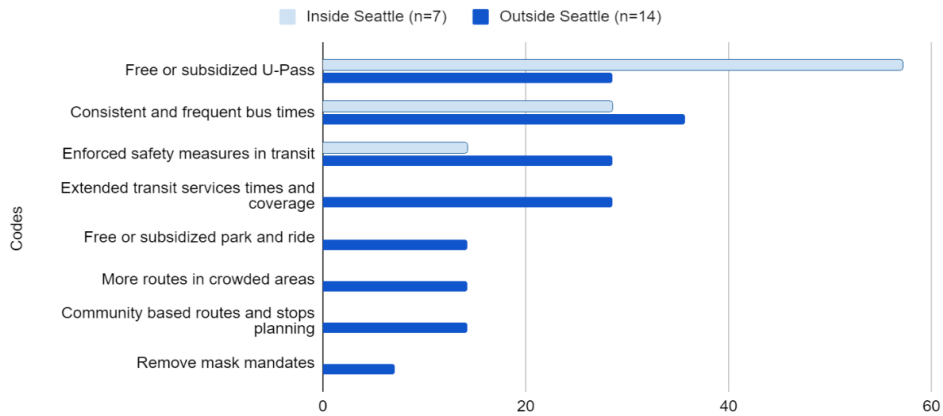 Inside Seattle (n=7) Outside Seattle (n=14)
Free or subsidized U-Pass
Consistent and frequent bus times
Enforced safety measures in transit
Extended transit services times and
coverage
Free or subsidized park and ride
More routes in crowded areas
Community based routes and stops
planning
Remove mask mandates
Codes
0 20 40 60